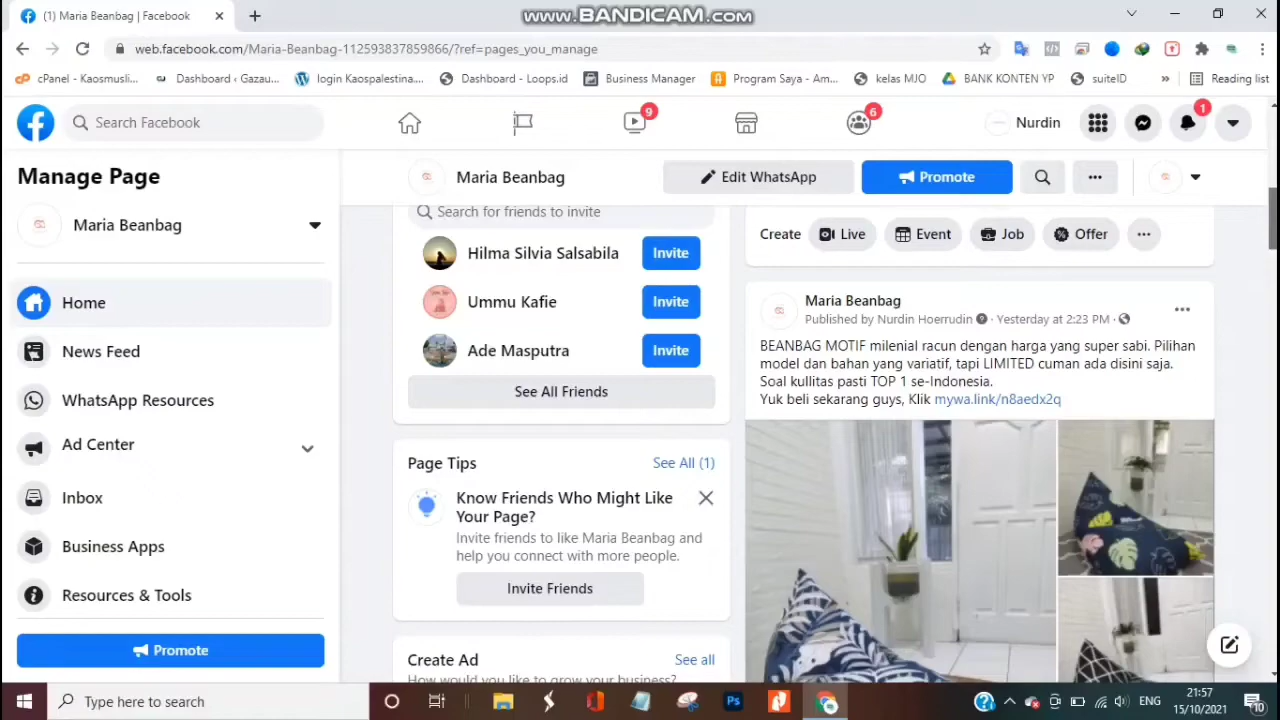 (1) Maria Beanbag | Facebook
WWW.BANDICAM.COM
web.facebook.com/Maria-Beanbag-112593837859866/?ref=pages_you_manage
cPanel - Kaosmusli...
Dashboard ‹ Gazau...
login Kaospalestina....
Dashboard - Loops.id
Business Manager
Program Saya - Am...
kelas MJO
BANK KONTEN YP
suiteID
»
Reading list
Search Facebook
9
6
Nurdin
1
Manage Page
Maria Beanbag
Home
News Feed
WhatsApp Resources
Ad Center
Inbox
Business Apps
Resources & Tools
Promote
Maria Beanbag
Edit WhatsApp
Promote
Search for friends to invite
Hilma Silvia Salsabila
Invite
Ummu Kafie
Invite
Ade Masputra
Invite
See All Friends
Page Tips
See All (1)
Know Friends Who Might Like
Your Page?
Invite friends to like Maria Beanbag and
help you connect with more people.
Invite Friends
Create Ad
See all
How would you like to grow your business?
Create
Live
Event
Job
Offer
Maria Beanbag
Published by Nurdin Hoerrudin · Yesterday at 2:23 PM ·
BEANBAG MOTIF milenial racun dengan harga yang super sabi. Pilihan
model dan bahan yang variatif, tapi LIMITED cuman ada disini saja.
Soal kullitas pasti TOP 1 se-Indonesia.
Yuk beli sekarang guys, Klik mywa.link/n8aedx2q
Type here to search
ENG
21:57
15/10/2021
10